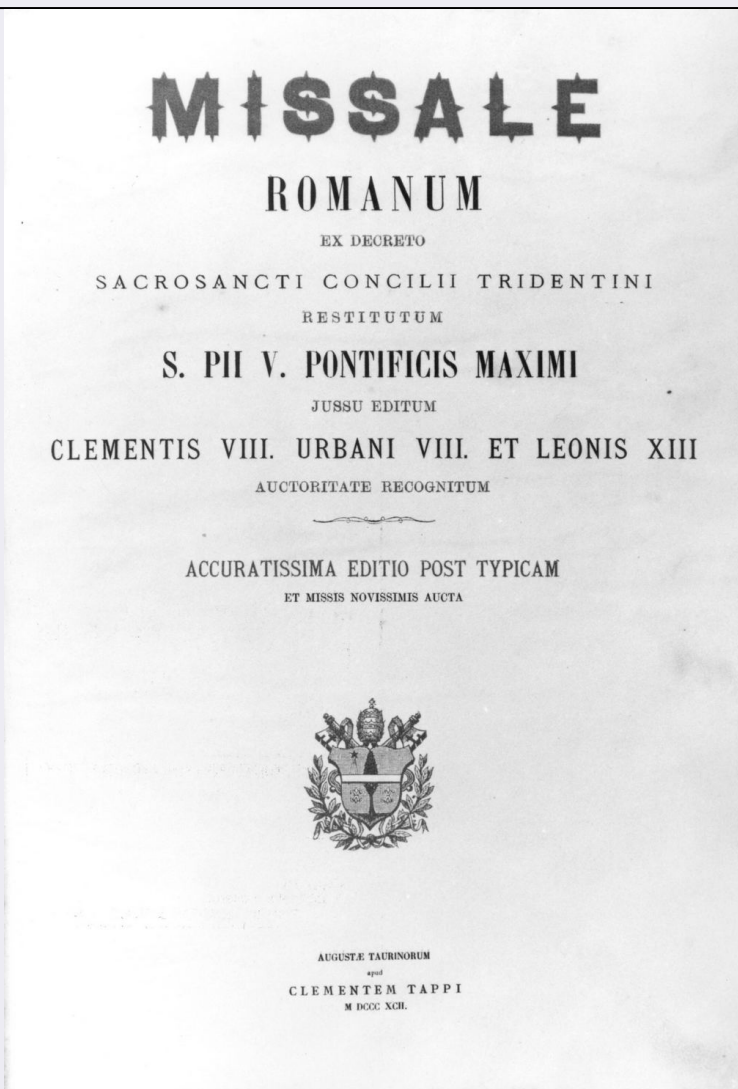 MISSALE
ROMANUM
EX DECRETO
SACROSANCTI CONCILII TRIDENTINI
RESTITUTUM
S. PII V. PONTIFICIS MAXIMI
JUSSU EDITUM
CLEMENTIS VIII. URBANI VIII. ET LEONIS XIII
AUCTORITATE RECOGNITUM
ACCURATISSIMA EDITIO POST TYPICAM
ET MISSIS NOVISSIMIS AUCTA
AUGUSTÆ TAURINORUM
apud
CLEMENTEM TAPPI
M DCCC XCII.